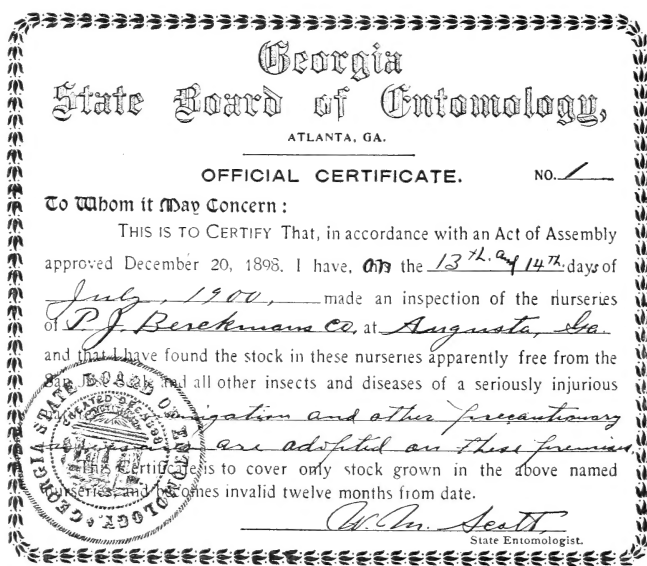 Georgia
State Board of Entomology,
ATLANTA, GA.
OFFICIAL CERTIFICATE. NO. 1
To Whom it May Concern:
THIS IS TO CERTIFY That, in accordance with an Act of Assembly
approved December 20, 1898. I have, on the 13th. and 14th. days of
July, 1900, made an inspection of the nurseries
of P. J. Berckmans Co. at Augusta, Ga.
and that I have found the stock in these nurseries apparently free from the
and all other insects and diseases of a seriously injurious
and other precautionary
are adopted on these premises.
This Certificate is to cover only stock grown in the above named
nurseries, and becomes invalid twelve months from date.
W. M. Scott,
State Entomologist.
GEORGIA STATE BOARD OF ENTOMOLOGY